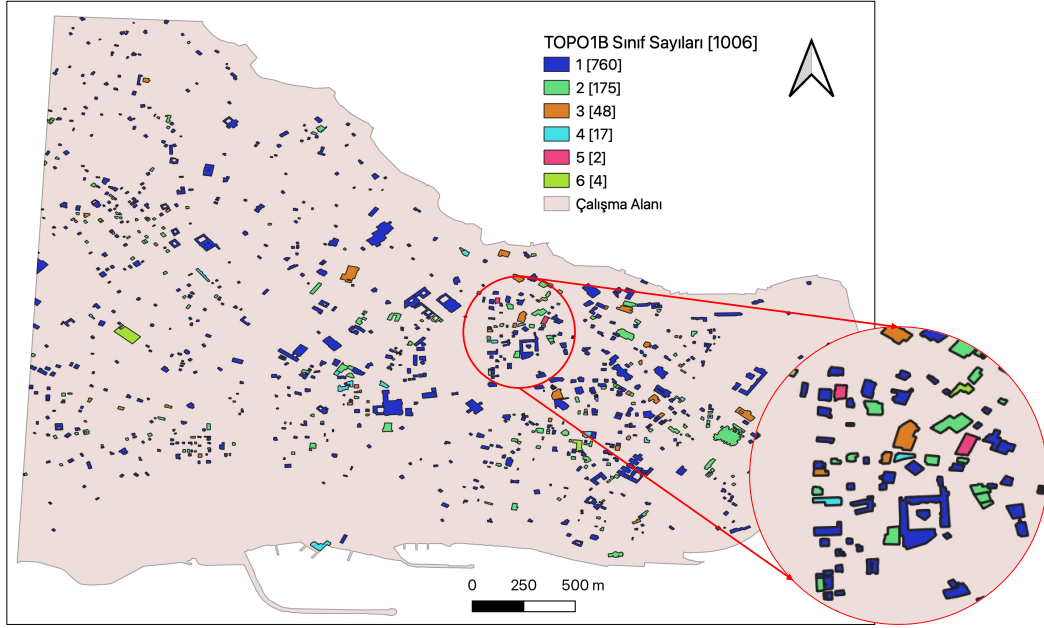 TOPO1B Sınıf Sayıları [1006]
1 [760]
2 [175]
3 [48]
4 [17]
5 [2]
6 [4]
Çalışma Alanı
0 250 500 m